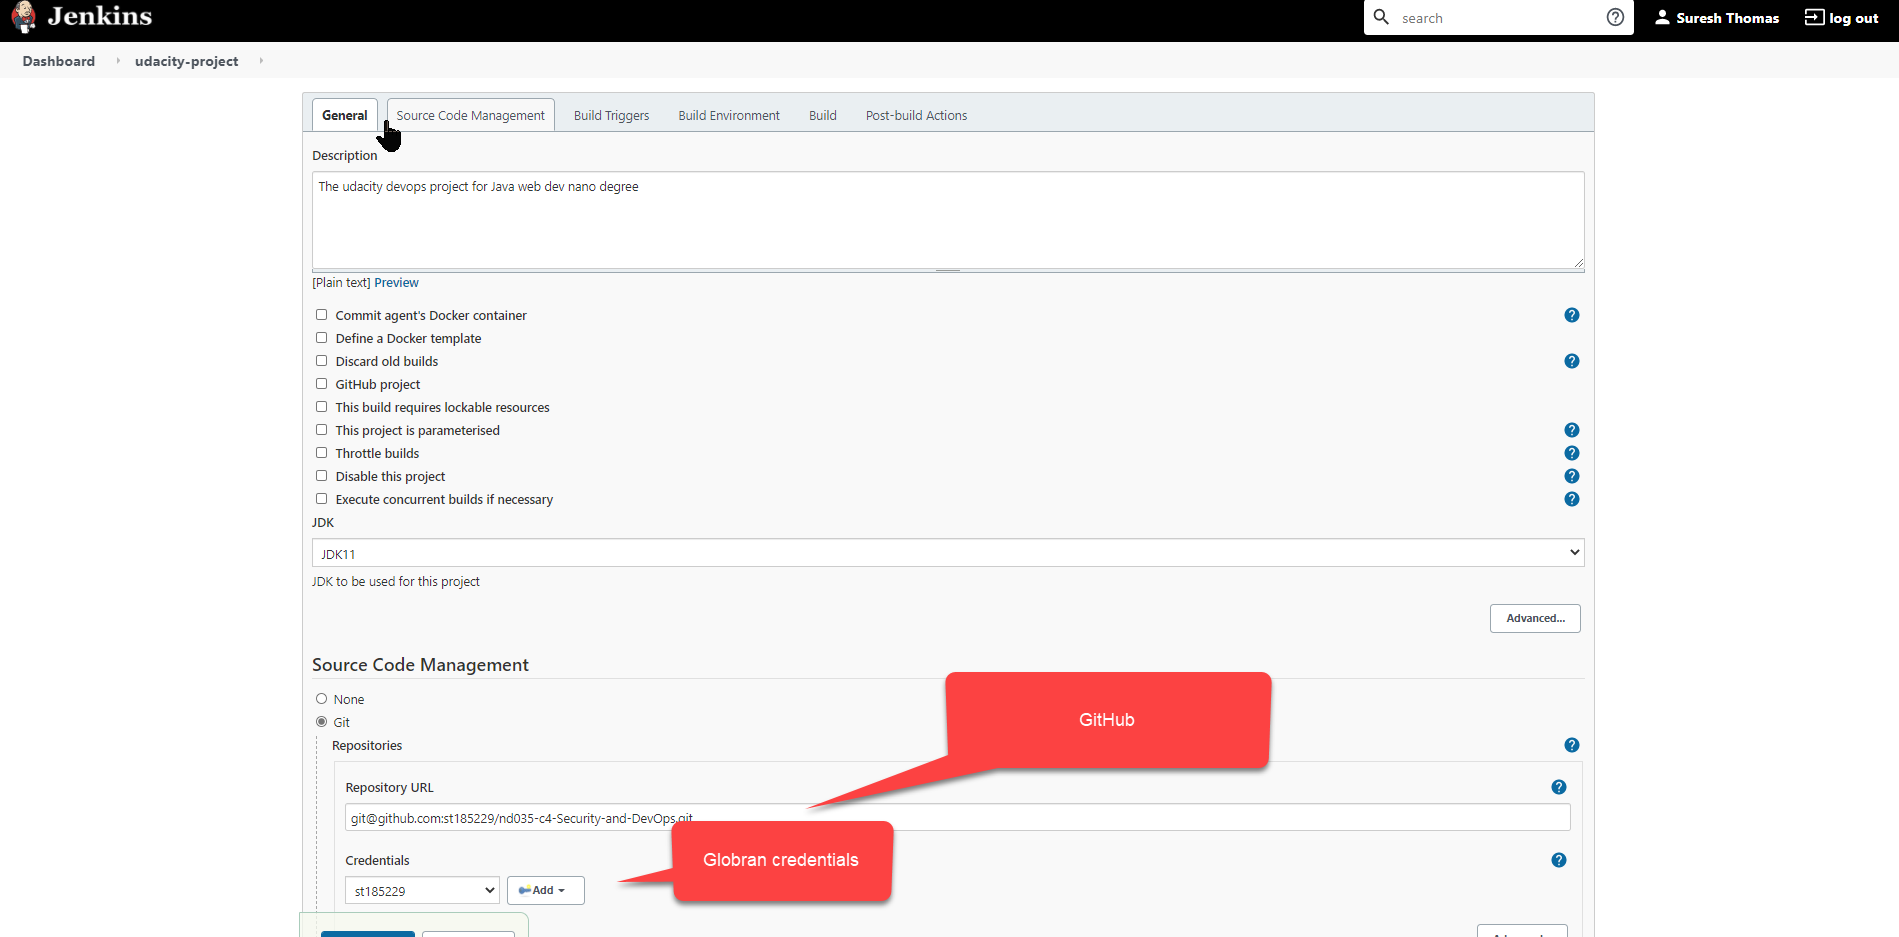 Jenkins
search
Suresh Thomas
log out
Dashboard
udacity-project
General
Source Code Management
Build Triggers
Build Environment
Build
Post-build Actions
Description
The udacity devops project for Java web dev nano degree
[Plain text] Preview
Commit agent's Docker container
Define a Docker template
Discard old builds
GitHub project
This build requires lockable resources
This project is parameterised
Throttle builds
Disable this project
Execute concurrent builds if necessary
JDK
JDK11
JDK to be used for this project
Advanced...
Source Code Management
None
Git
GitHub
Repositories
Repository URL
git@github.com:st185229/nd035-c4-Security-and-DevOps.git
Globran credentials
Credentials
st185229
Add